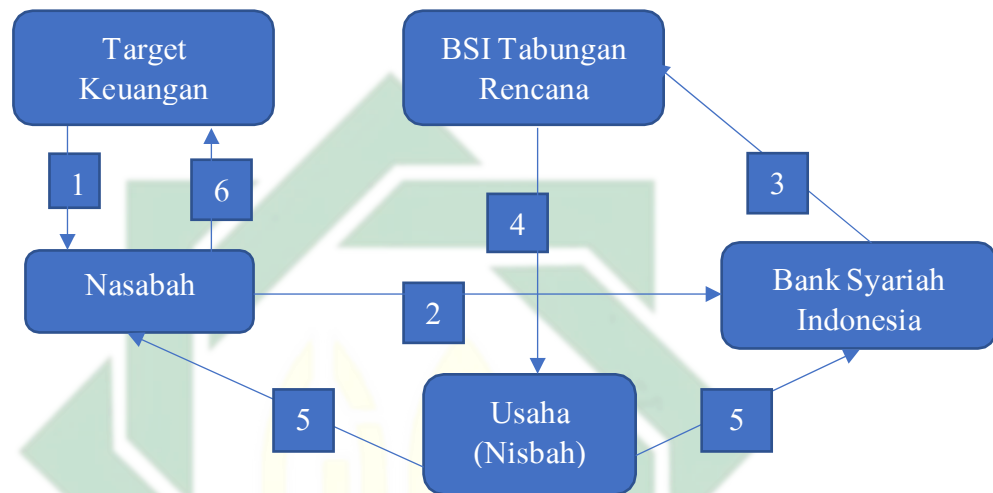 Target
Keuangan
BSI Tabungan
Rencana
1
6
4
3
Nasabah
2
Bank Syariah
Indonesia
5
Usaha
(Nisbah)
5